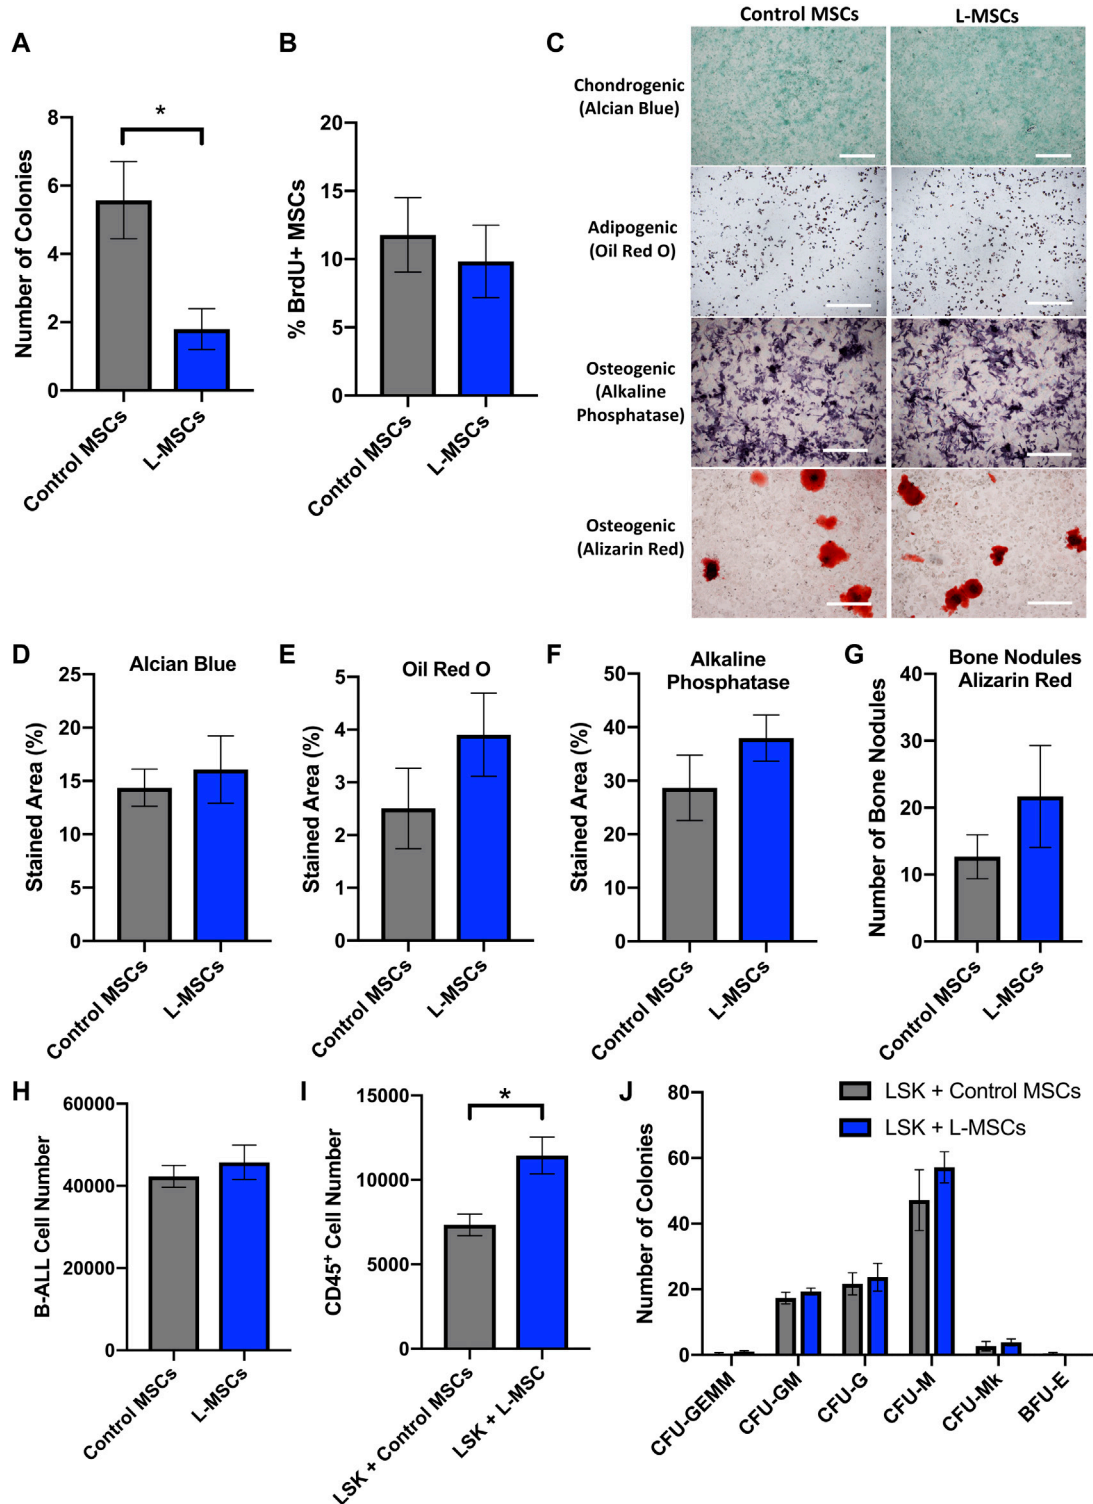 A
Number of Colonies
8
6
4
2
0
*
Control MSCs
L-MSCs
B
% BrdU+ MSCs
20
15
10
5
0
Control MSCs
L-MSCs
C
Control MSCs
L-MSCs
Chondrogenic
(Alcian Blue)
Adipogenic
(Oil Red O)
Osteogenic
(Alkaline
Phosphatase)
Osteogenic
(Alizarin Red)
D
Alcian Blue
Stained Area (%)
25
20
15
10
5
0
Control MSCs
L-MSCs
E
Oil Red O
Stained Area (%)
5
4
3
2
1
0
Control MSCs
L-MSCs
F
Alkaline
Phosphatase
Stained Area (%)
50
40
30
20
10
0
Control MSCs
L-MSCs
G
Bone Nodules
Alizarin Red
Number of Bone Nodules
40
30
20
10
0
Control MSCs
L-MSCs
H
B-ALL Cell Number
60000
40000
20000
0
Control MSCs
L-MSCs
I
CD45⁺ Cell Number
15000
10000
5000
0
*
LSK + Control MSCs
LSK + L-MSC
J
LSK + Control MSCs
LSK + L-MSCs
Number of Colonies
80
60
40
20
0
CFU-GEMM
CFU-GM
CFU-G
CFU-M
CFU-Mk
BFU-E